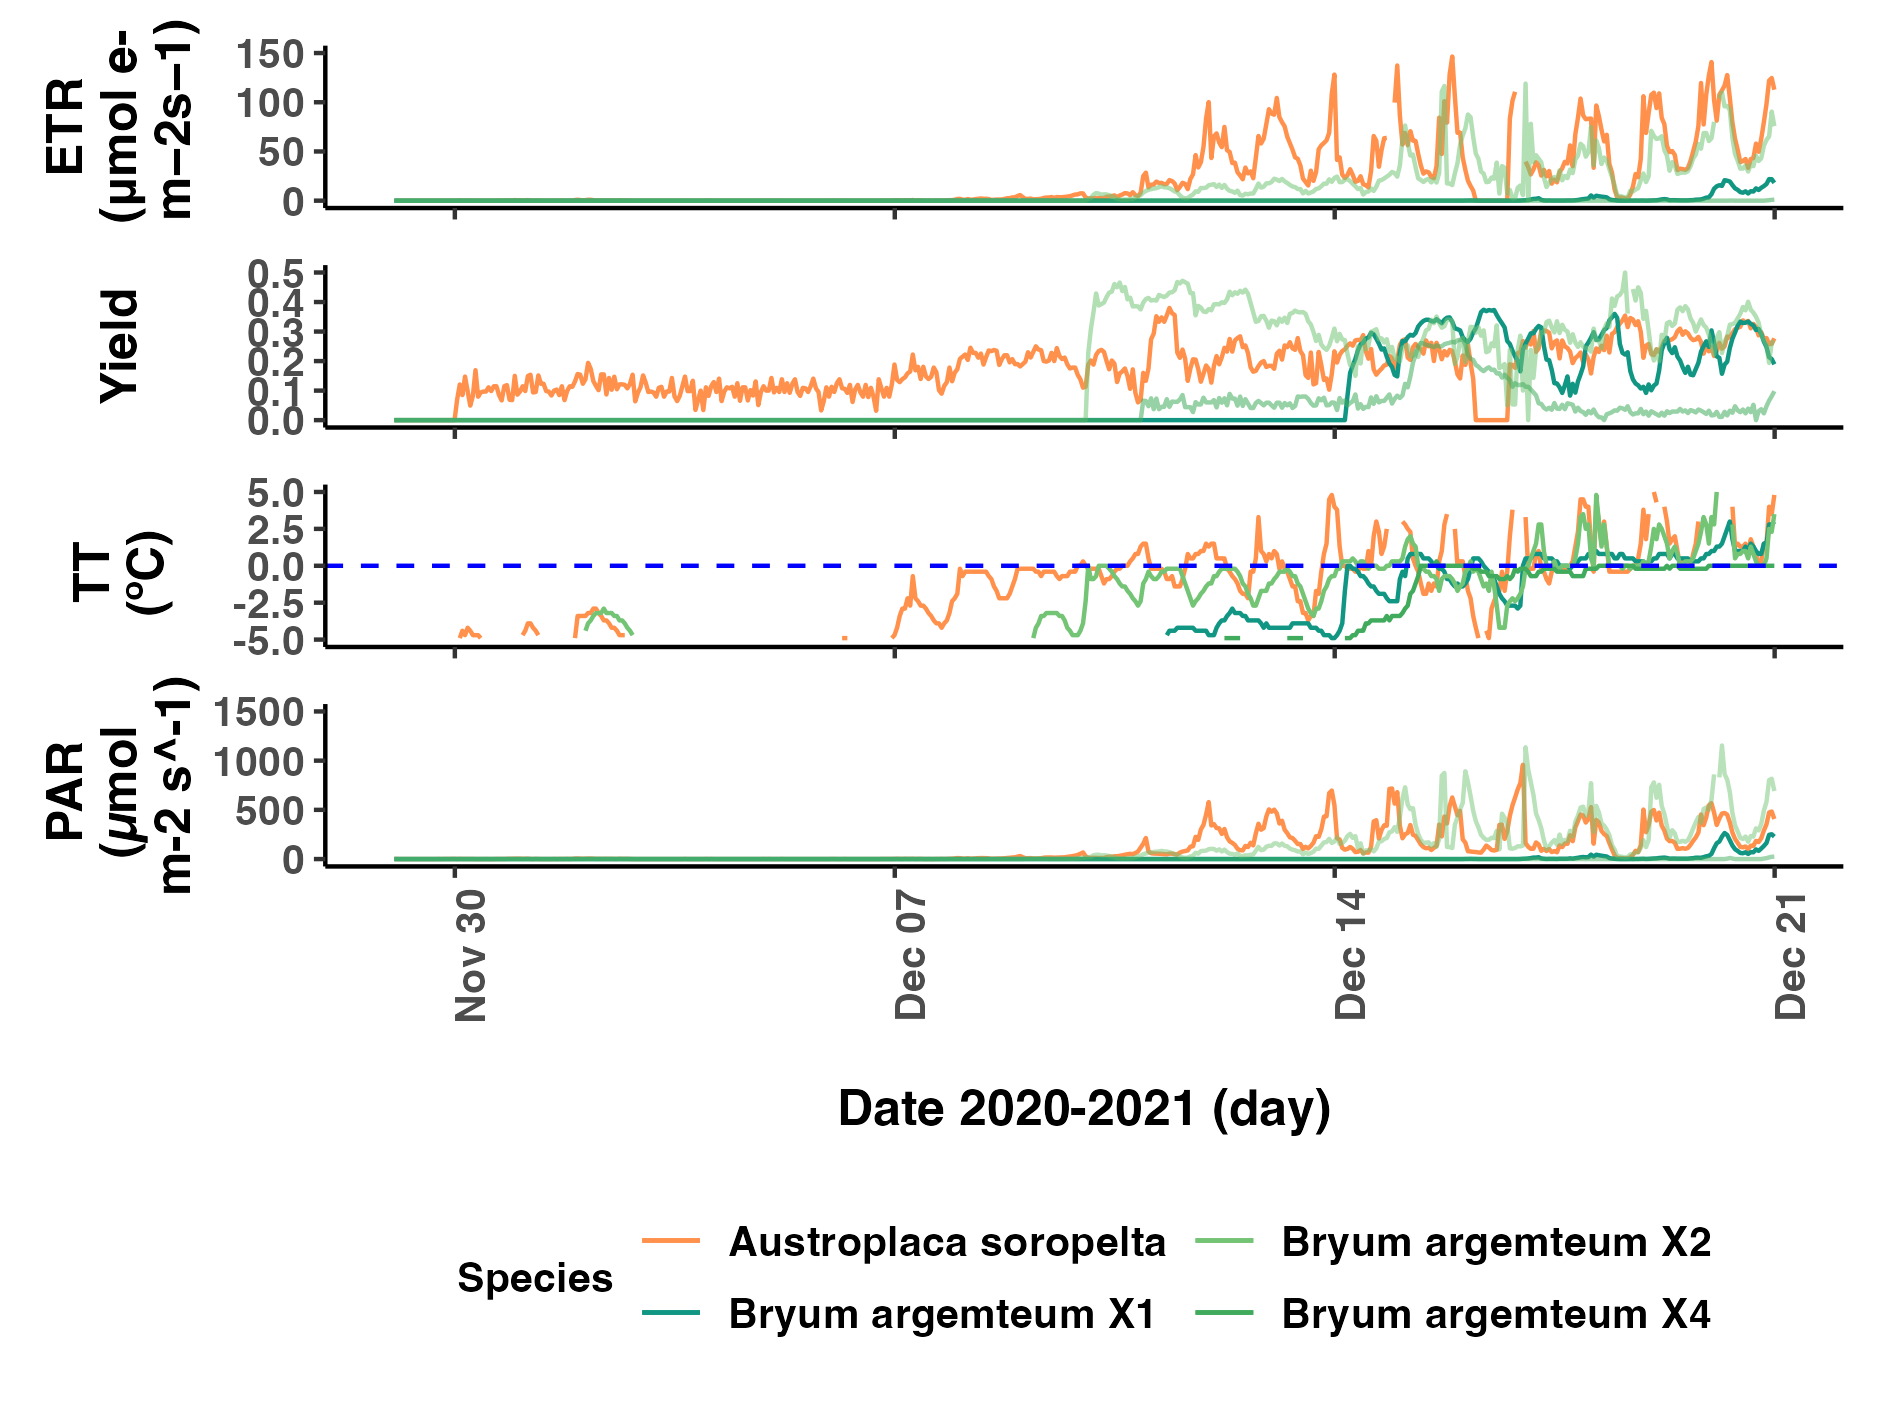 ETR
(µmol e-
m−2s−1)
150
100
50
0
Yield
0.5
0.4
0.3
0.2
0.1
0.0
TT
(ºC)
5.0
2.5
0.0
-2.5
-5.0
PAR
(µmol
m-2 s^-1)
1500
1000
500
0
Nov 30
Dec 07
Dec 14
Dec 21
Date 2020-2021 (day)
Species
Austroplaca soropelta
Bryum argemteum X2
Bryum argemteum X1
Bryum argemteum X4